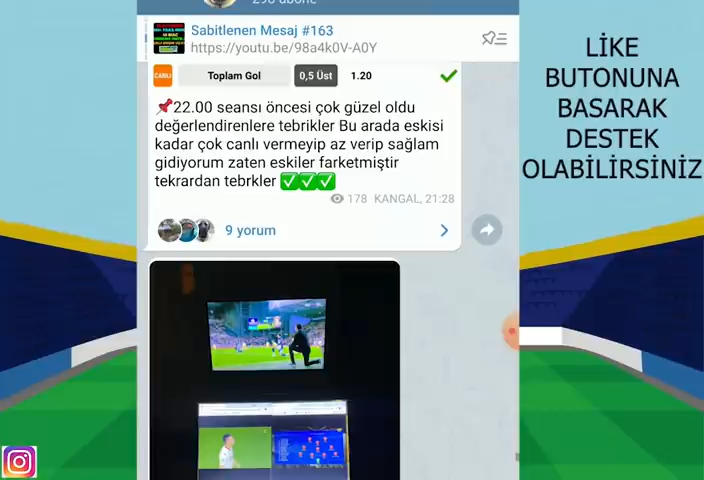 Sabitlenen Mesaj #163
https://youtu.be/98a4k0V-A0Y
CANLI Toplam Gol 0,5 Üst 1.20
📌22.00 seansı öncesi çok güzel oldu
değerlendirenlere tebrikler Bu arada eskisi
kadar çok canlı vermeyip az verip sağlam
gidiyorum zaten eskiler farketmiştir
tekrardan tebrkler ✅✅✅
178 KANGAL, 21:28
9 yorum
LİKE
BUTONUNA
BASARAK
DESTEK
OLABİLİRSİNİZ